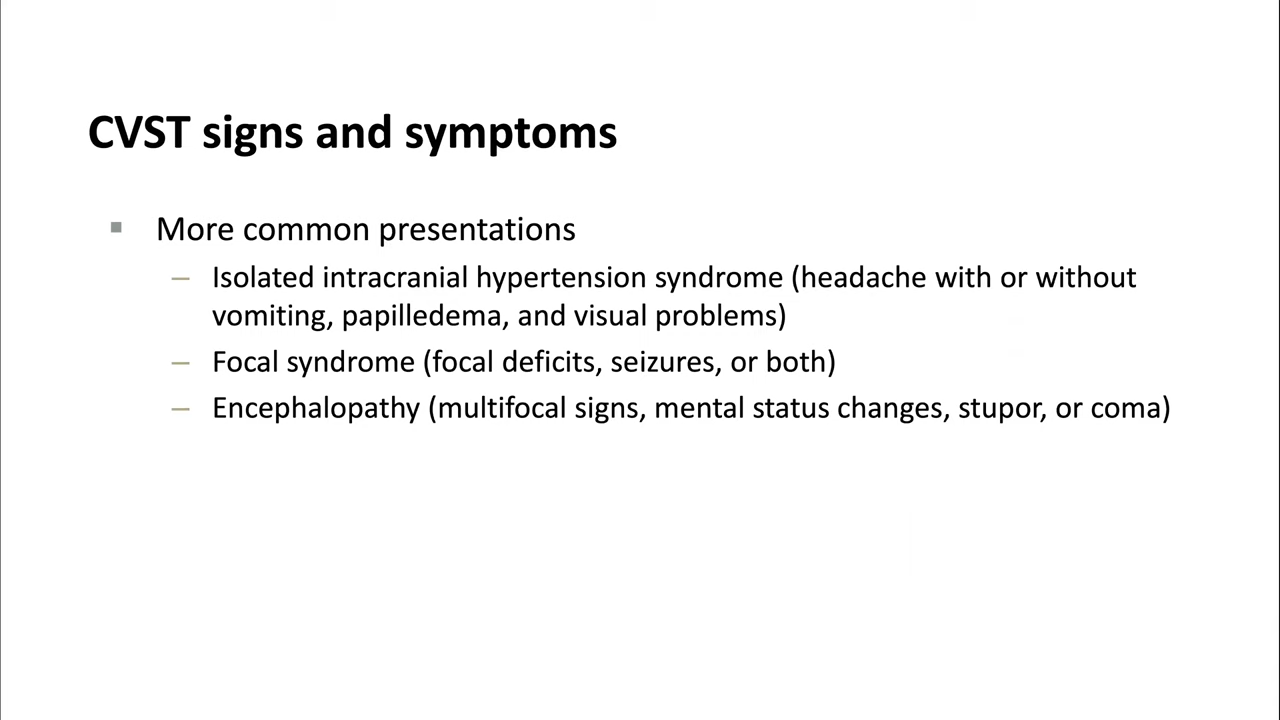 CVST signs and symptoms
▪ More common presentations
– Isolated intracranial hypertension syndrome (headache with or without
vomiting, papilledema, and visual problems)
– Focal syndrome (focal deficits, seizures, or both)
– Encephalopathy (multifocal signs, mental status changes, stupor, or coma)